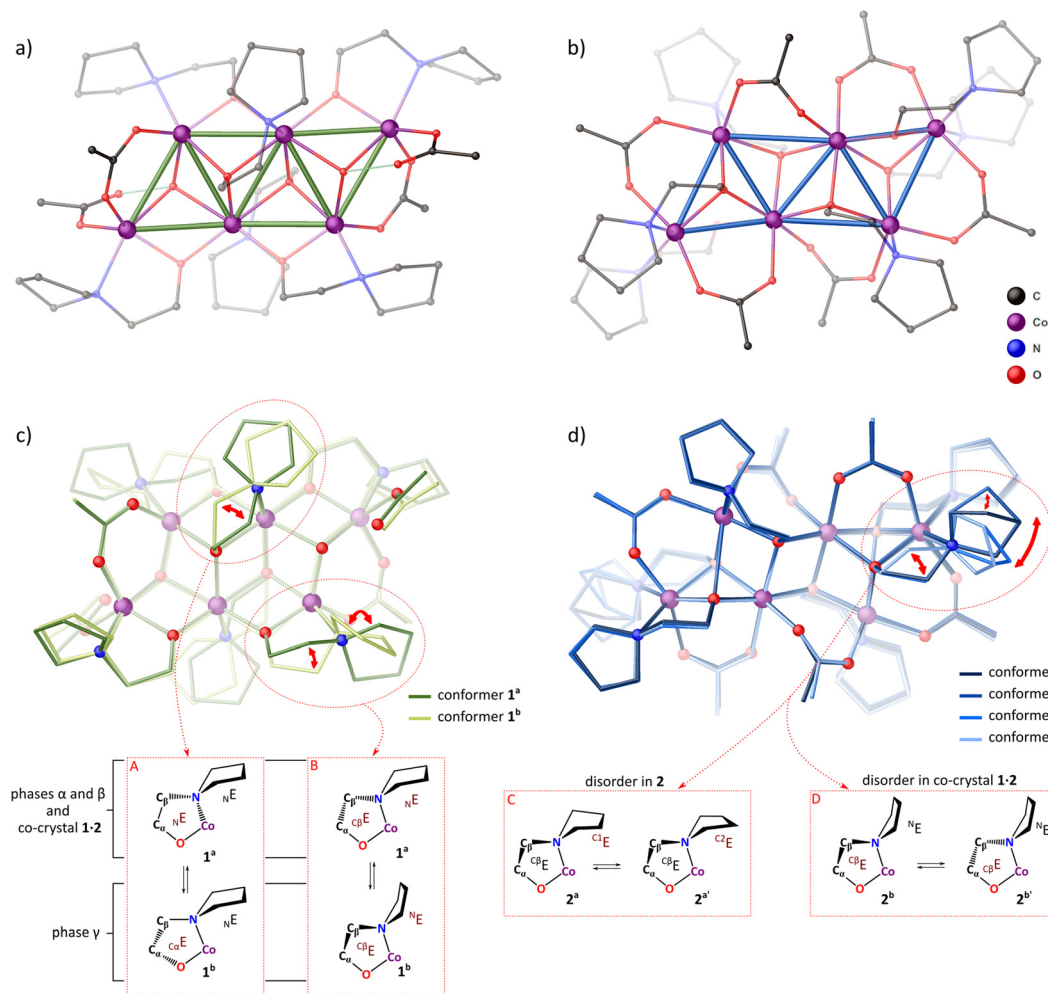 a)
b)
C
Co
N
O
c)
d)
conformer 1ᵃ
conformer 1ᵇ
conforme
conforme
conforme
conforme
phases α and β
and
co-crystal 1·2
phase γ
A
Cβ N NE
Cα NE Co
O
1ᵃ
Cβ N NE
Cα CαE Co
O
1ᵇ
B
Cβ N NE
Cα CβE Co
O
1ᵃ
Cβ N NE
Cα CβE Co
O
1ᵇ
disorder in 2
C
Cβ N C1E
Cα CβE Co
O
2ᵃ
Cβ N C2E
Cα CβE Co
O
2ᵃ'
disorder in co-crystal 1·2
D
Cβ N NE
Cα CβE Co
O
2ᵇ
Cβ N NE
Cα CβE Co
O
2ᵇ'